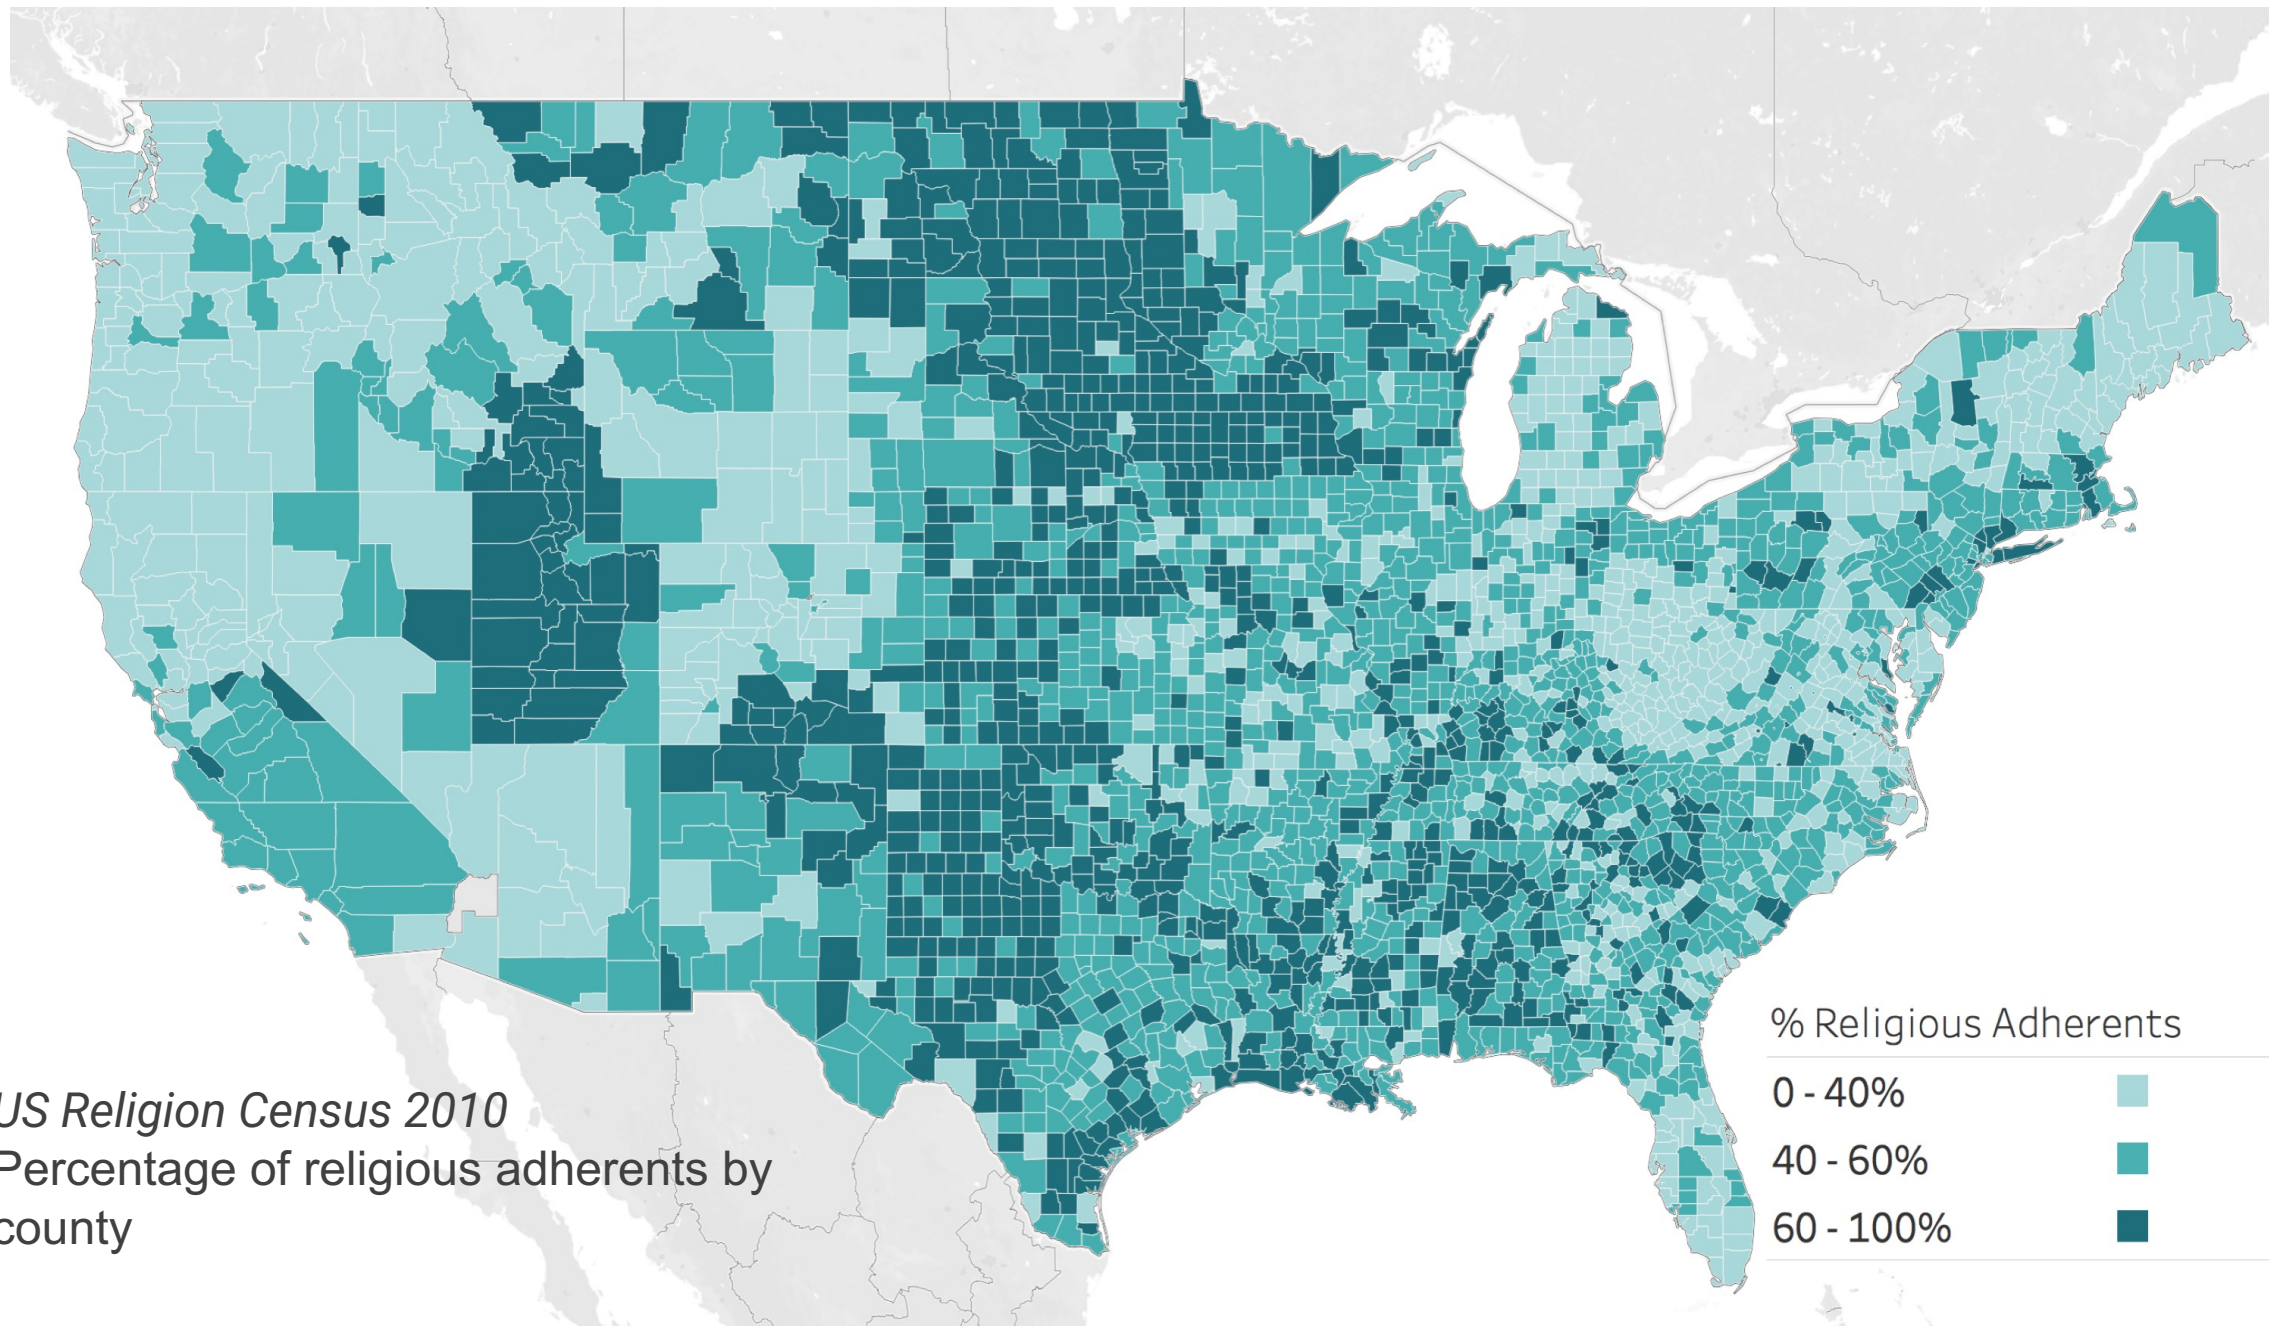 % Religious Adherents
0 - 40%
40 - 60%
60 - 100%
US Religion Census 2010
Percentage of religious adherents by
county